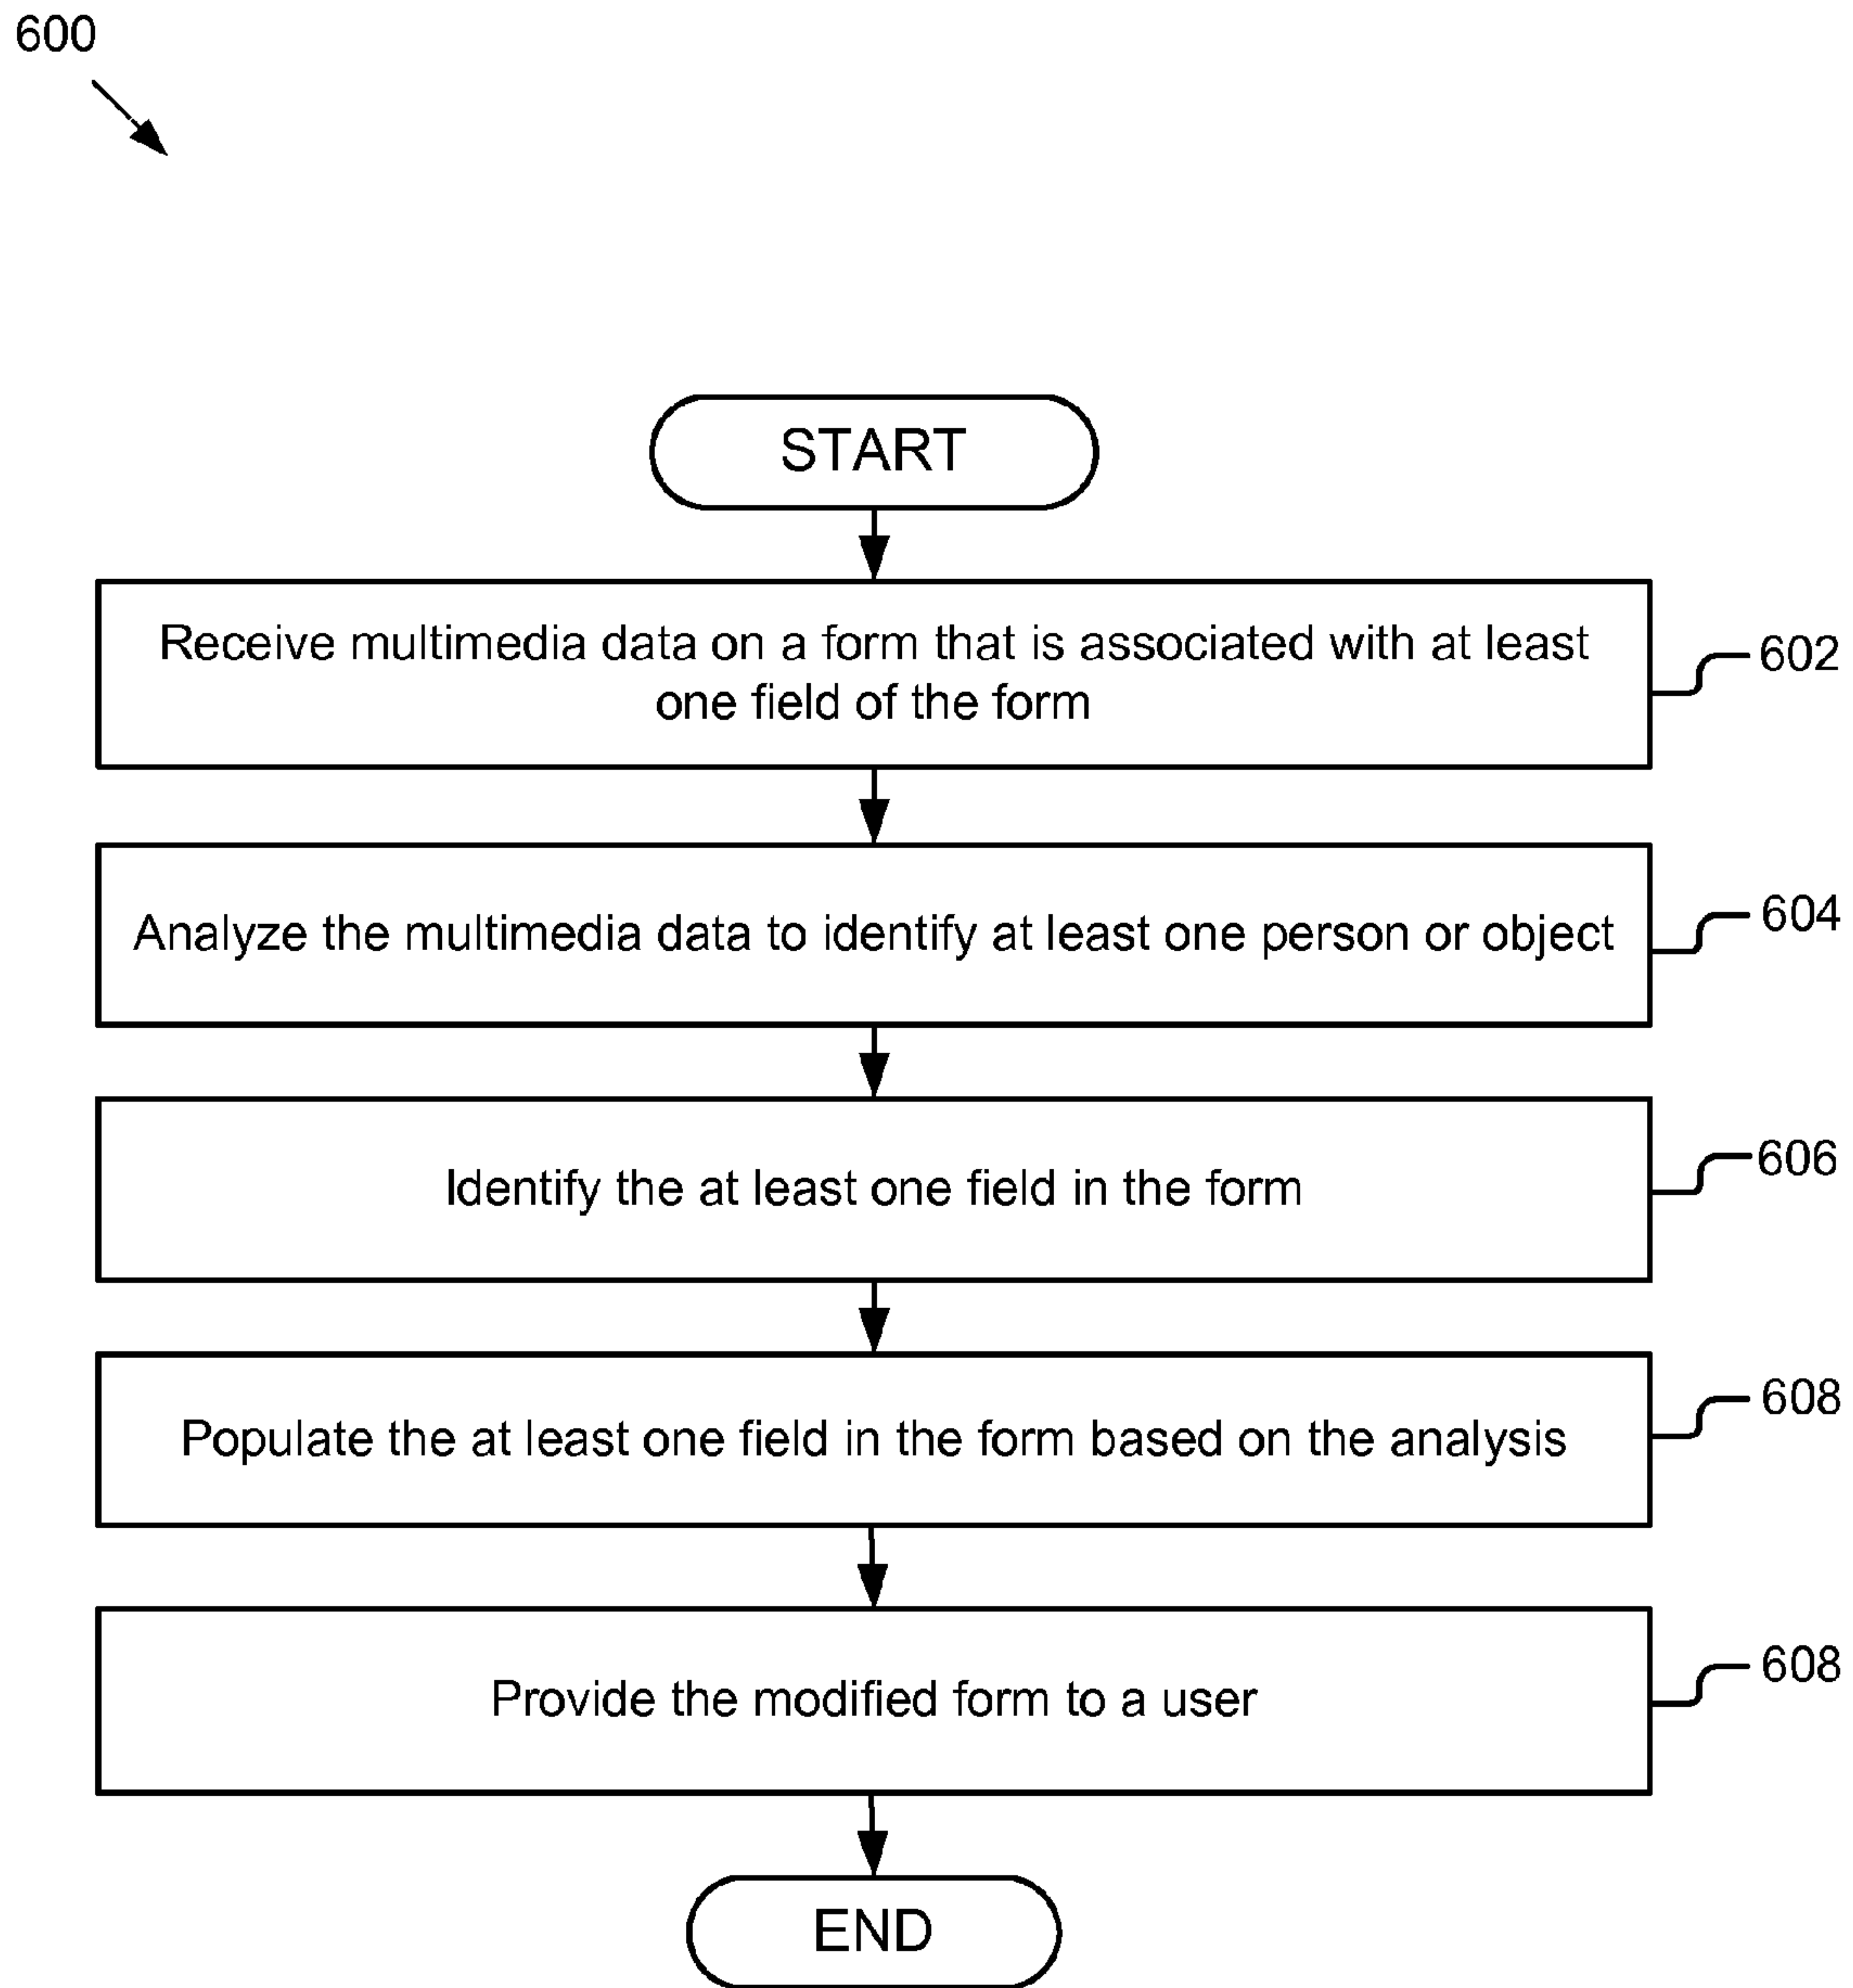 600
START
Receive multimedia data on a form that is associated with at least
one field of the form
602
Analyze the multimedia data to identify at least one person or object
604
Identify the at least one field in the form
606
Populate the at least one field in the form based on the analysis
608
Provide the modified form to a user
608
END